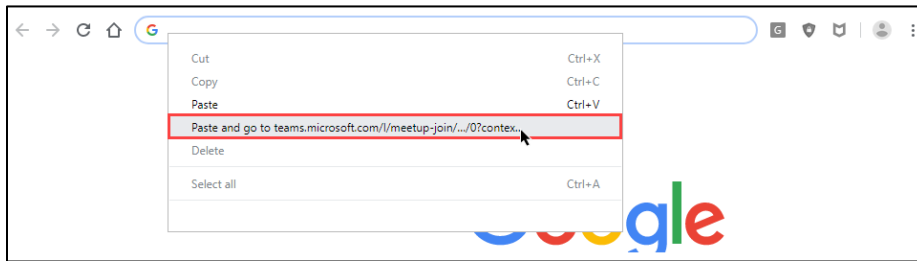 G
G
Cut Ctrl+X
Copy Ctrl+C
Paste Ctrl+V
Paste and go to teams.microsoft.com/l/meetup-join/.../0?contex...
Delete
Select all Ctrl+A
gle